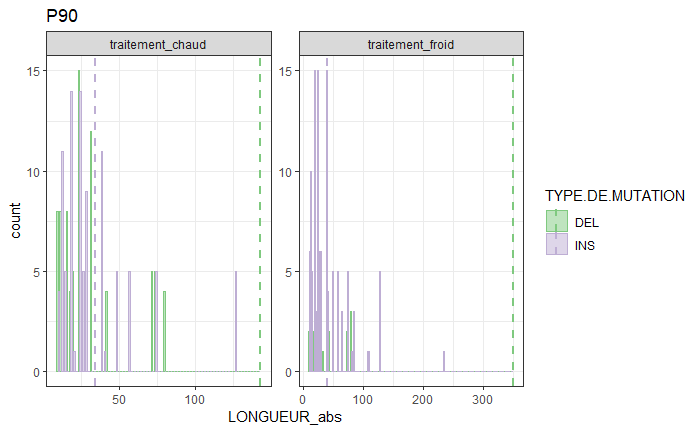 P90
traitement_chaud
traitement_froid
15
10
5
0
15
10
5
0
count
50
100
0
100
200
300
LONGUEUR_abs
TYPE.DE.MUTATION
DEL
INS